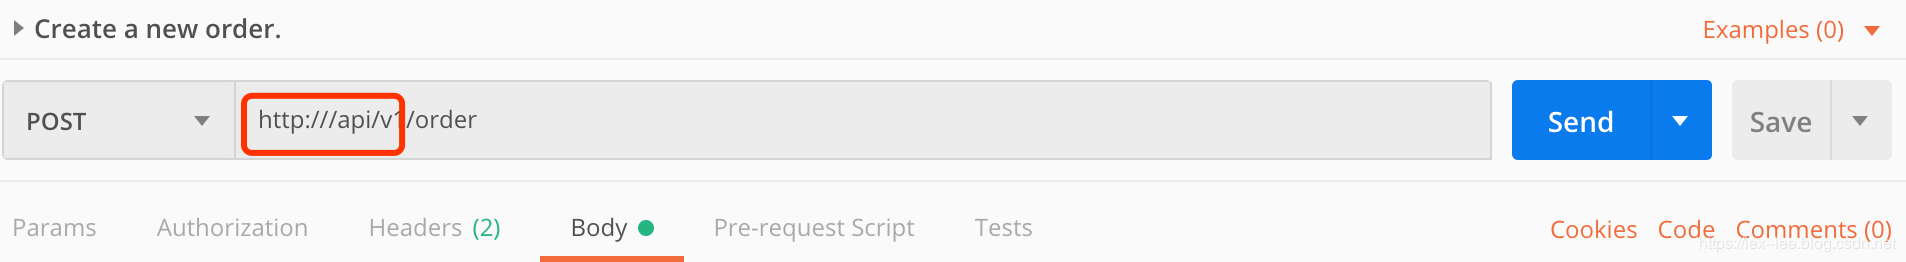 Create a new order.
Examples (0)
POST
http:///api/v1/order
Send
Save
Params
Authorization
Headers (2)
Body
Pre-request Script
Tests
Cookies
Code
Comments (0)
https://lex-lee.blog.csdn.net